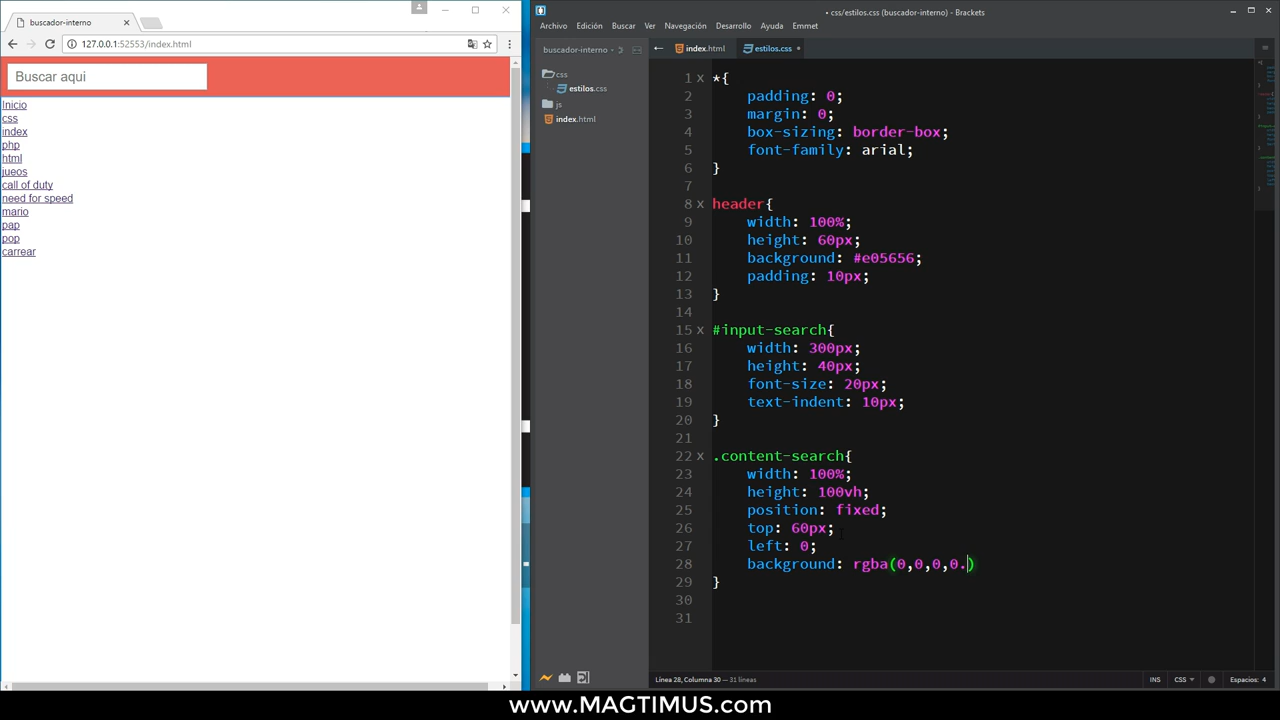 buscador-interno
127.0.0.1:52553/index.html
Buscar aqui
Inicio
css
index
php
html
jueos
call of duty
need for speed
mario
pap
pop
carrear
• css/estilos.css (buscador-interno) - Brackets
Archivo Edición Buscar Ver Navegación Desarrollo Ayuda Emmet
buscador-interno
css
estilos.css
js
index.html
index.html estilos.css
1 *{
2 padding: 0;
3 margin: 0;
4 box-sizing: border-box;
5 font-family: arial;
6 }
7
8 header{
9 width: 100%;
10 height: 60px;
11 background: #e05656;
12 padding: 10px;
13 }
14
15 #input-search{
16 width: 300px;
17 height: 40px;
18 font-size: 20px;
19 text-indent: 10px;
20 }
21
22 .content-search{
23 width: 100%;
24 height: 100vh;
25 position: fixed;
26 top: 60px;
27 left: 0;
28 background: rgba(0,0,0,0.)
29 }
30
31
Línea 28, Columna 30 — 31 líneas
INS CSS Espacios: 4
www.MAGTIMUS.com